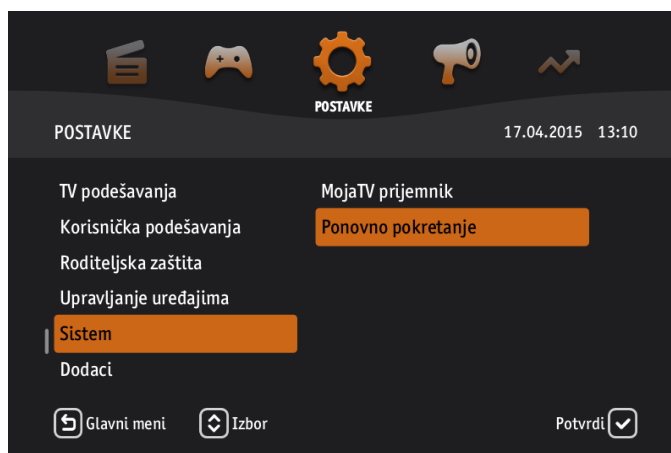 POSTAVKE
POSTAVKE 17.04.2015 13:10
TV podešavanja MojaTV prijemnik
Korisnička podešavanja Ponovno pokretanje
Roditeljska zaštita
Upravljanje uređajima
Sistem
Dodaci
Glavni meni Izbor Potvrdi